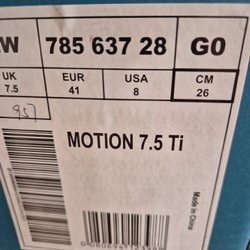 W 785 637 28 G0
UK EUR USA CM
7.5 41 8 26
MOTION 7.5 Ti
Made in China